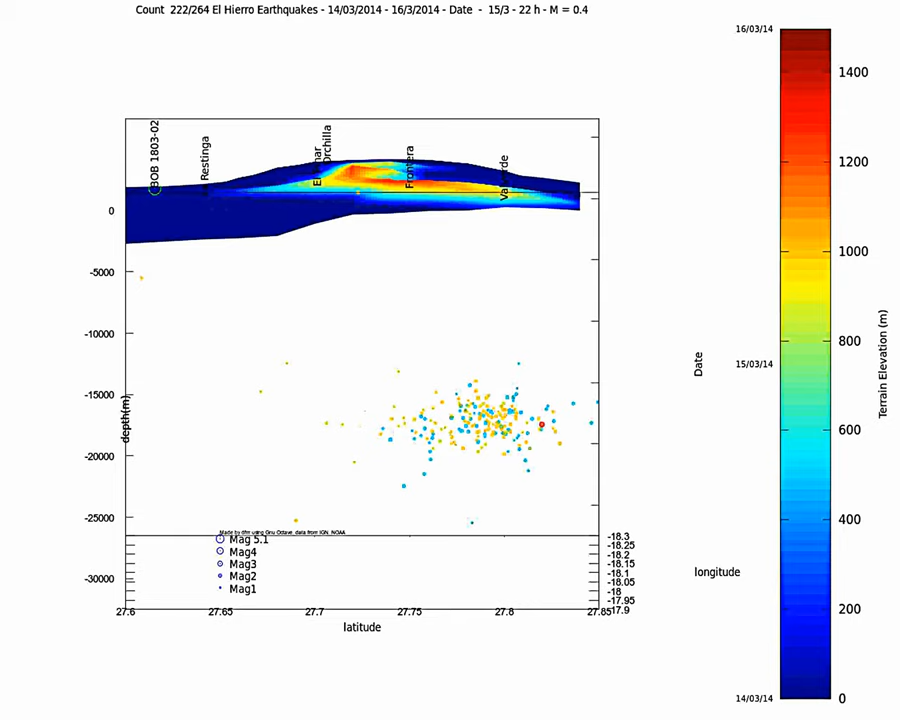 Count 222/264 El Hierro Earthquakes - 14/03/2014 - 16/3/2014 - Date - 15/3 - 22 h - M = 0.4
16/03/14
1400
BOB 1803-02
Restinga
Orchilla
Frontera
1200
0
1000
-5000
-10000
800
Date
15/03/14
Terrain Elevation (m)
-15000
depth(m)
600
-20000
400
-25000
Made by dfm using Gnu Octave, data from IGN, NOAA
Mag 5.1
Mag4
Mag3
Mag2
Mag1
-18.3
-18.25
-18.2
-18.15
-18.1
-18.05
-18
-17.95
-17.9
longitude
-30000
200
27.6
27.65
27.7
27.75
27.8
27.85
latitude
14/03/14
0